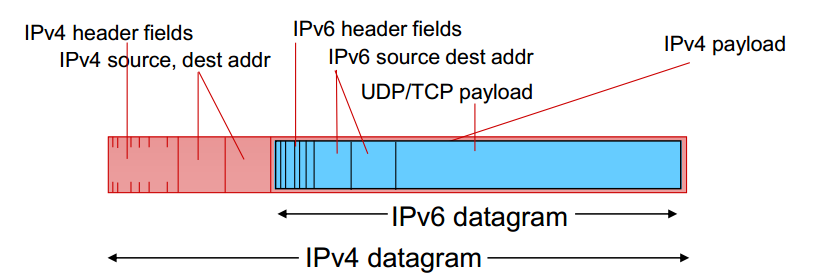 IPv4 header fields
IPv6 header fields
IPv4 source, dest addr
IPv6 source dest addr
IPv4 payload
UDP/TCP payload
IPv6 datagram
IPv4 datagram